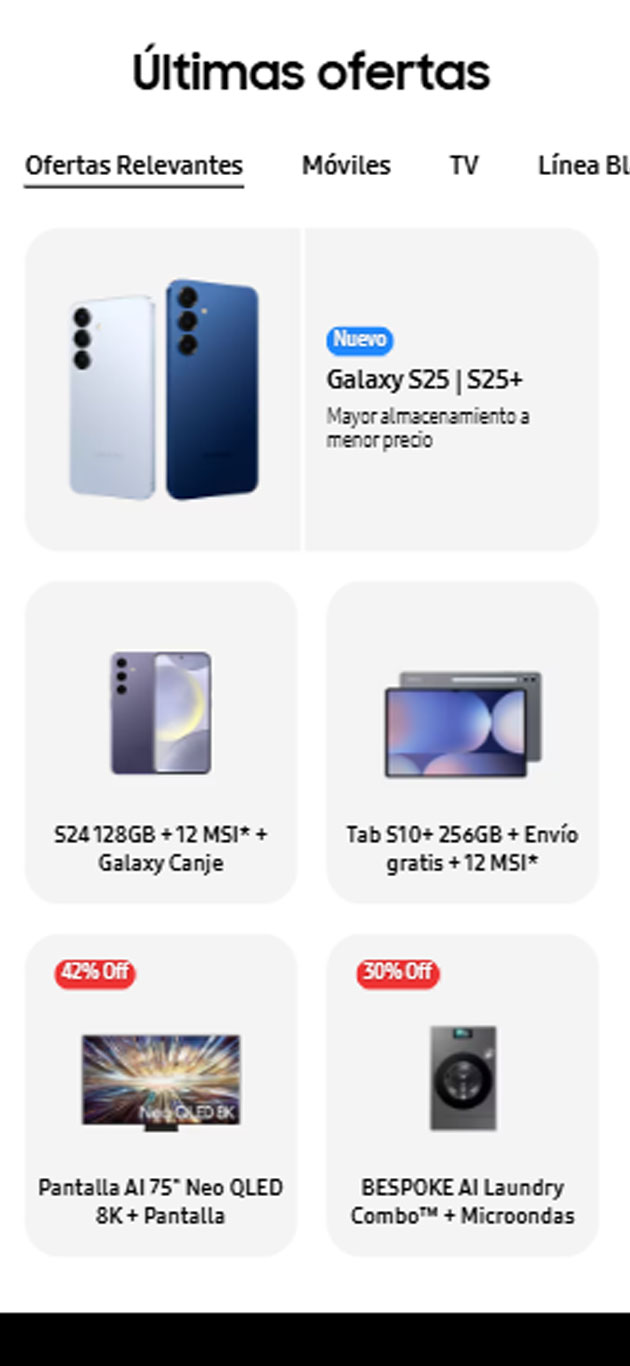 Últimas ofertas
Ofertas Relevantes Móviles TV Línea Bl
Nuevo
Galaxy S25 | S25+
Mayor almacenamiento a
menor precio
S24 128GB + 12 MSI* +
Galaxy Canje
Tab S10+ 256GB + Envío
gratis + 12 MSI*
42% Off
Neo QLED 8K
Pantalla AI 75" Neo QLED
8K + Pantalla
30% Off
BESPOKE AI Laundry
Combo™ + Microondas